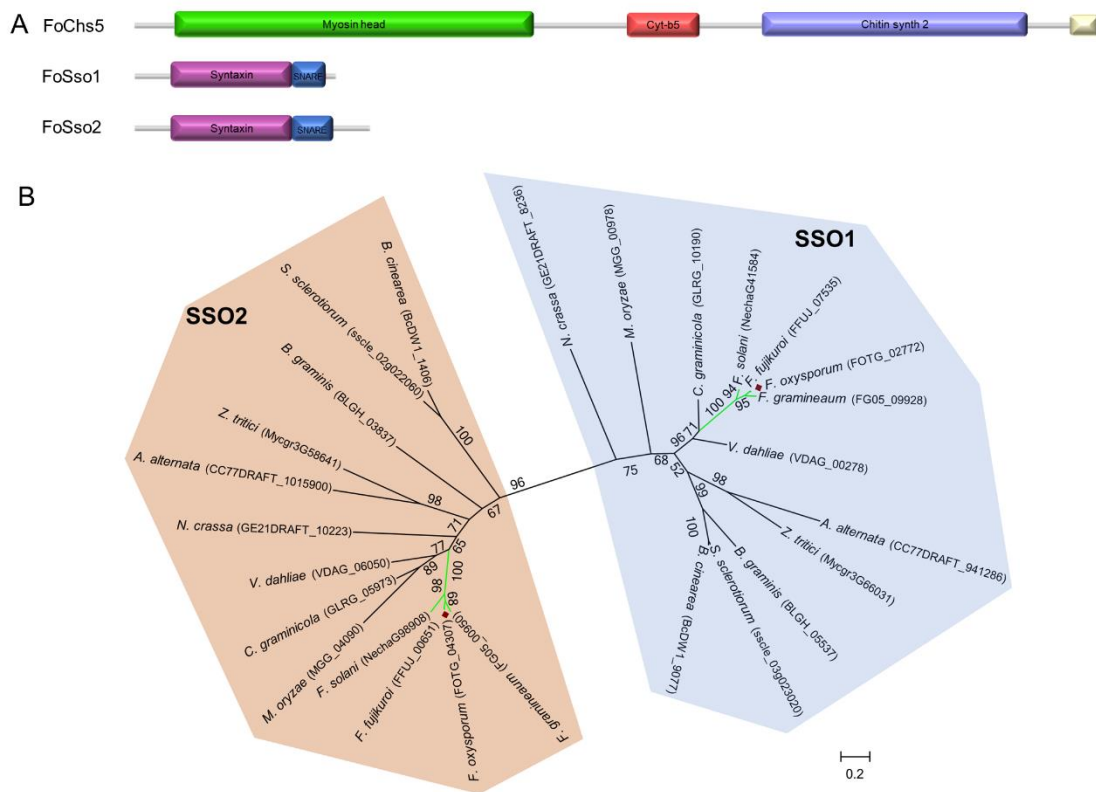 A
FoChs5
Myosin head
Cyt-b5
Chitin synth 2
FoSso1
Syntaxin
SNARE
FoSso2
Syntaxin
SNARE
B
SSO2
B. cinearea (BcDW1_1406)
S. sclerotiorum (sscle_02g022060)
B. graminis (BLGH_03837)
Z. tritici (Mycgr3G58641)
A. alternata (CC77DRAFT_1015900)
N. crassa (GE21DRAFT_10223)
V. dahliae (VDAG_06050)
C. graminicola (GLRG_05973)
M. oryzae (MGG_04090)
F. solani (NechaG98908)
F. fujikuroi (FFUJ_00651)
F. oxysporum (FOTG_04307)
F. gramineaum (FG05_00950)
100
98
67
71
77
65
89
100
98
89
96
SSO1
N. crassa (GE21DRAFT_8236)
M. oryzae (MGG_00978)
C. graminicola (GLRG_10190)
F. solani (NechaG41584)
F. fujikuroi (FFUJ_07535)
F. oxysporum (FOTG_02772)
F. gramineaum (FG05_09928)
V. dahliae (VDAG_00278)
A. alternata (CC77DRAFT_941286)
Z. tritici (Mycgr3G66031)
B. graminis (BLGH_05537)
S. sclerotiorum (sscle_03g023020)
B. cinearea (BcDW1_9077)
75
68
96
71
100
94
95
52
98
99
100
0.2